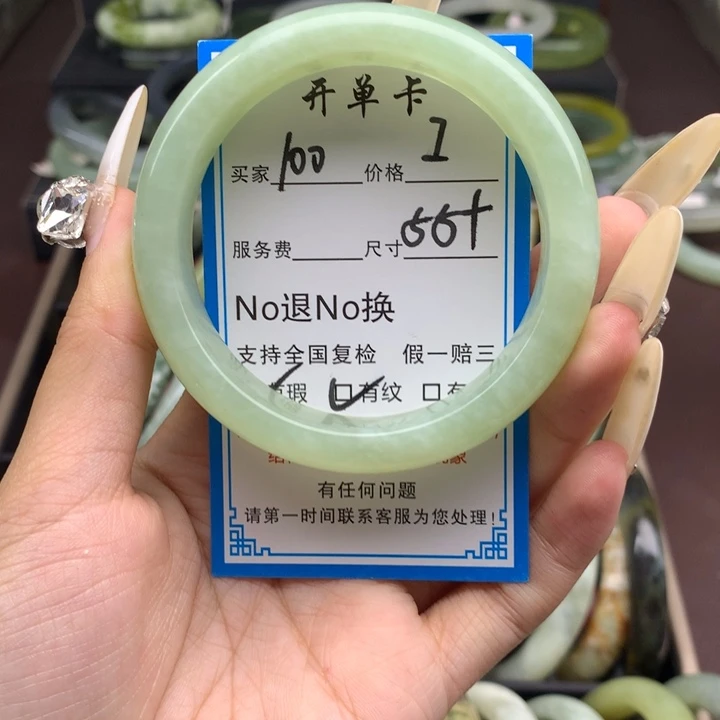 开单卡
买家 100 价格 1
服务费 尺寸 56+
No退No换
支持全国复检 假一赔三
瑕 ☐有纹 ☐有
有任何问题
请第一时间联系客服为您处理!